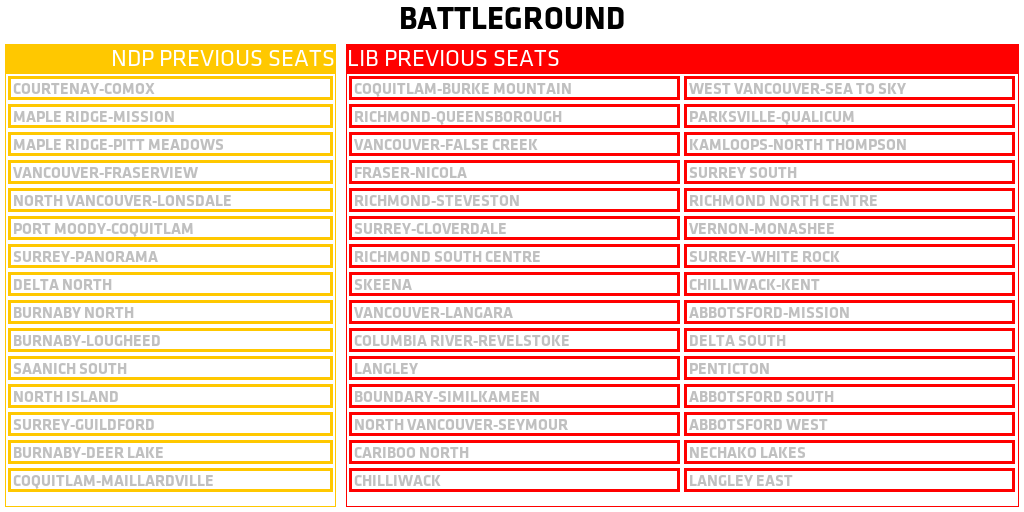 BATTLEGROUND
NDP PREVIOUS SEATS
COURTENAY-COMOX
MAPLE RIDGE-MISSION
MAPLE RIDGE-PITT MEADOWS
VANCOUVER-FRASERVIEW
NORTH VANCOUVER-LONSDALE
PORT MOODY-COQUITLAM
SURREY-PANORAMA
DELTA NORTH
BURNABY NORTH
BURNABY-LOUGHEED
SAANICH SOUTH
NORTH ISLAND
SURREY-GUILDFORD
BURNABY-DEER LAKE
COQUITLAM-MAILLARDVILLE
LIB PREVIOUS SEATS
COQUITLAM-BURKE MOUNTAIN
RICHMOND-QUEENSBOROUGH
VANCOUVER-FALSE CREEK
FRASER-NICOLA
RICHMOND-STEVESTON
SURREY-CLOVERDALE
RICHMOND SOUTH CENTRE
SKEENA
VANCOUVER-LANGARA
COLUMBIA RIVER-REVELSTOKE
LANGLEY
BOUNDARY-SIMILKAMEEN
NORTH VANCOUVER-SEYMOUR
CARIBOO NORTH
CHILLIWACK
WEST VANCOUVER-SEA TO SKY
PARKSVILLE-QUALICUM
KAMLOOPS-NORTH THOMPSON
SURREY SOUTH
RICHMOND NORTH CENTRE
VERNON-MONASHEE
SURREY-WHITE ROCK
CHILLIWACK-KENT
ABBOTSFORD-MISSION
DELTA SOUTH
PENTICTON
ABBOTSFORD SOUTH
ABBOTSFORD WEST
NECHAKO LAKES
LANGLEY EAST